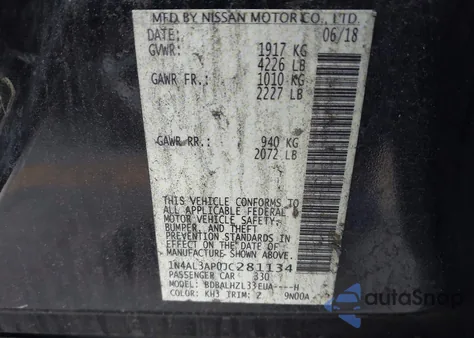 MFD BY NISSAN MOTOR CO., LTD.
DATE: 06/18
GVWR: 1917 KG
4226 LB
GAWR FR: 1010 KG
2227 LB
GAWR RR: 940 KG
2072 LB
THIS VEHICLE CONFORMS TO
ALL APPLICABLE FEDERAL
MOTOR VEHICLE SAFETY,
BUMPER, AND THEFT
PREVENTION STANDARDS
IN EFFECT ON THE DATE OF
MANUFACTURE SHOWN ABOVE.
1N4AL3AP0JC281134
PASSENGER CAR 330
MODEL: BDBALHZL33EUA----H
COLOR: KH3 TRIM: Z 9N00A
autoSnap